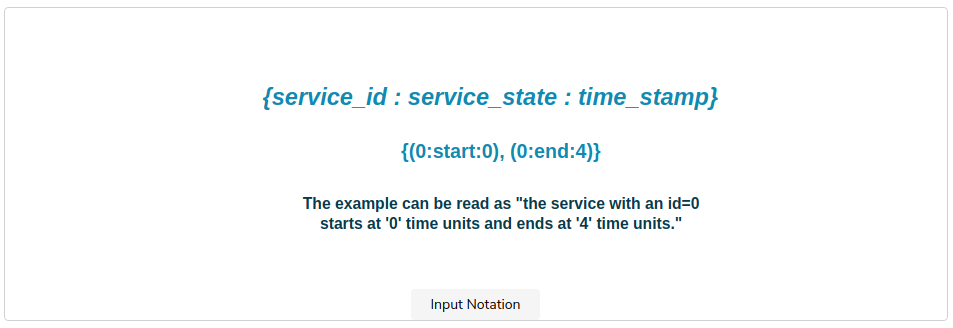 {service_id : service_state : time_stamp}
{(0:start:0), (0:end:4)}
The example can be read as "the service with an id=0
starts at '0' time units and ends at '4' time units."
Input Notation